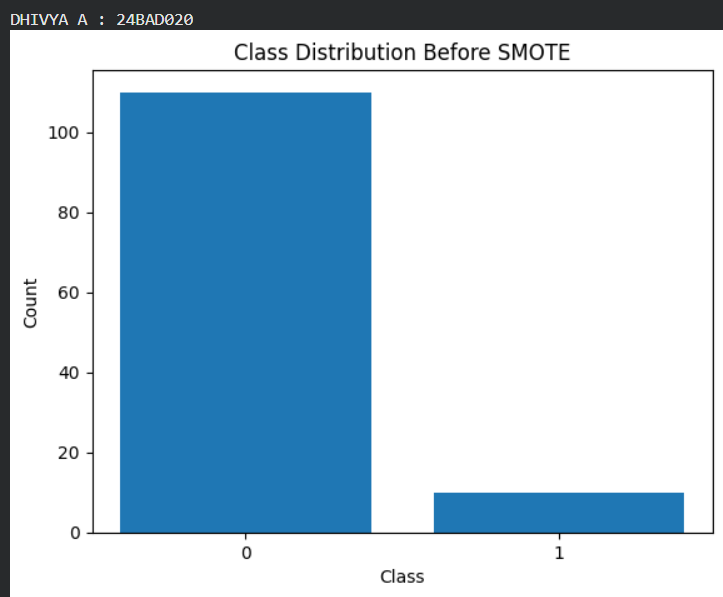 DHIVYA A : 24BAD020
Class Distribution Before SMOTE
100
80
60
40
20
0
Count
0 1
Class